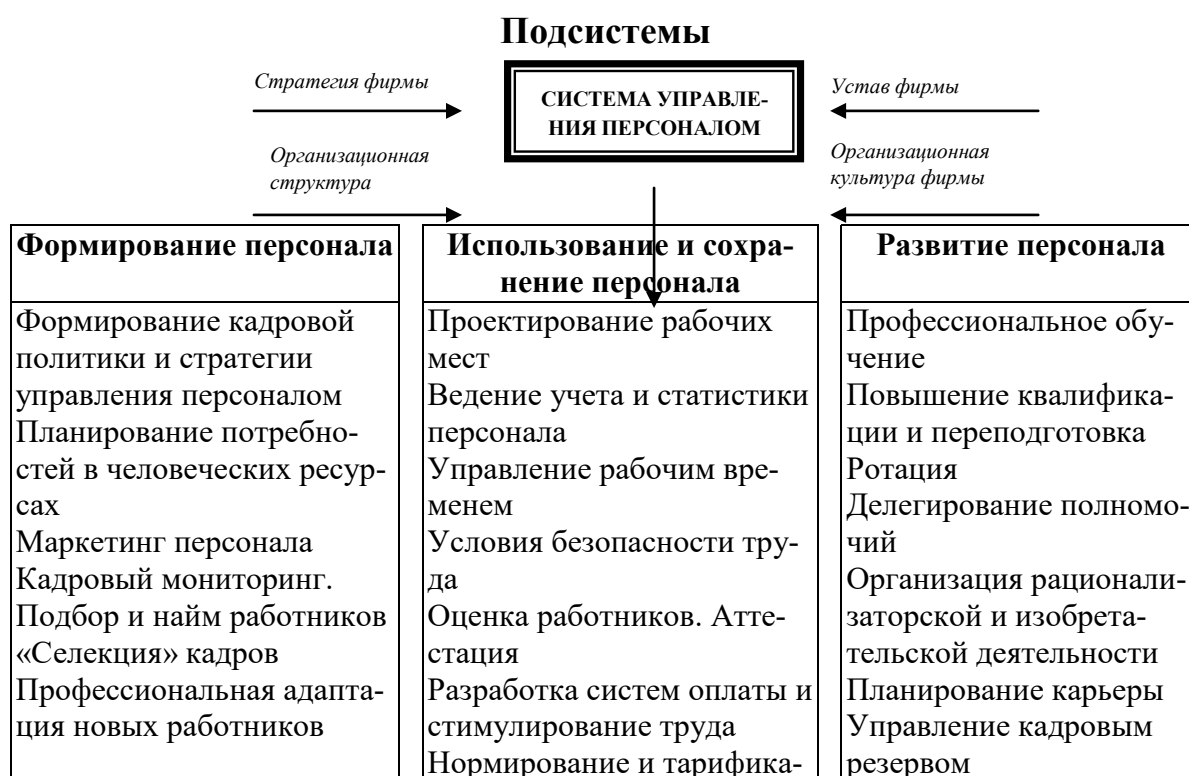 Подсистемы
Стратегия фирмы
СИСТЕМА УПРАВЛЕ-
НИЯ ПЕРСОНАЛОМ
Устав фирмы
Организационная
структура
Организационная
культура фирмы
Формирование персонала
Формирование кадровой
политики и стратегии
управления персоналом
Планирование потребно-
стей в человеческих ресур-
сах
Маркетинг персонала
Кадровый мониторинг.
Подбор и найм работников
«Селекция» кадров
Профессиональная адапта-
ция новых работников
Использование и сохра-
нение персонала
Проектирование рабочих
мест
Ведение учета и статистики
персонала
Управление рабочим вре-
менем
Условия безопасности тру-
да
Оценка работников. Атте-
стация
Разработка систем оплаты и
стимулирование труда
Нормирование и тарифика-
Развитие персонала
Профессиональное обу-
чение
Повышение квалифика-
ции и переподготовка
Ротация
Делегирование полномо-
чий
Организация рационали-
заторской и изобрета-
тельской деятельности
Планирование карьеры
Управление кадровым
резервом